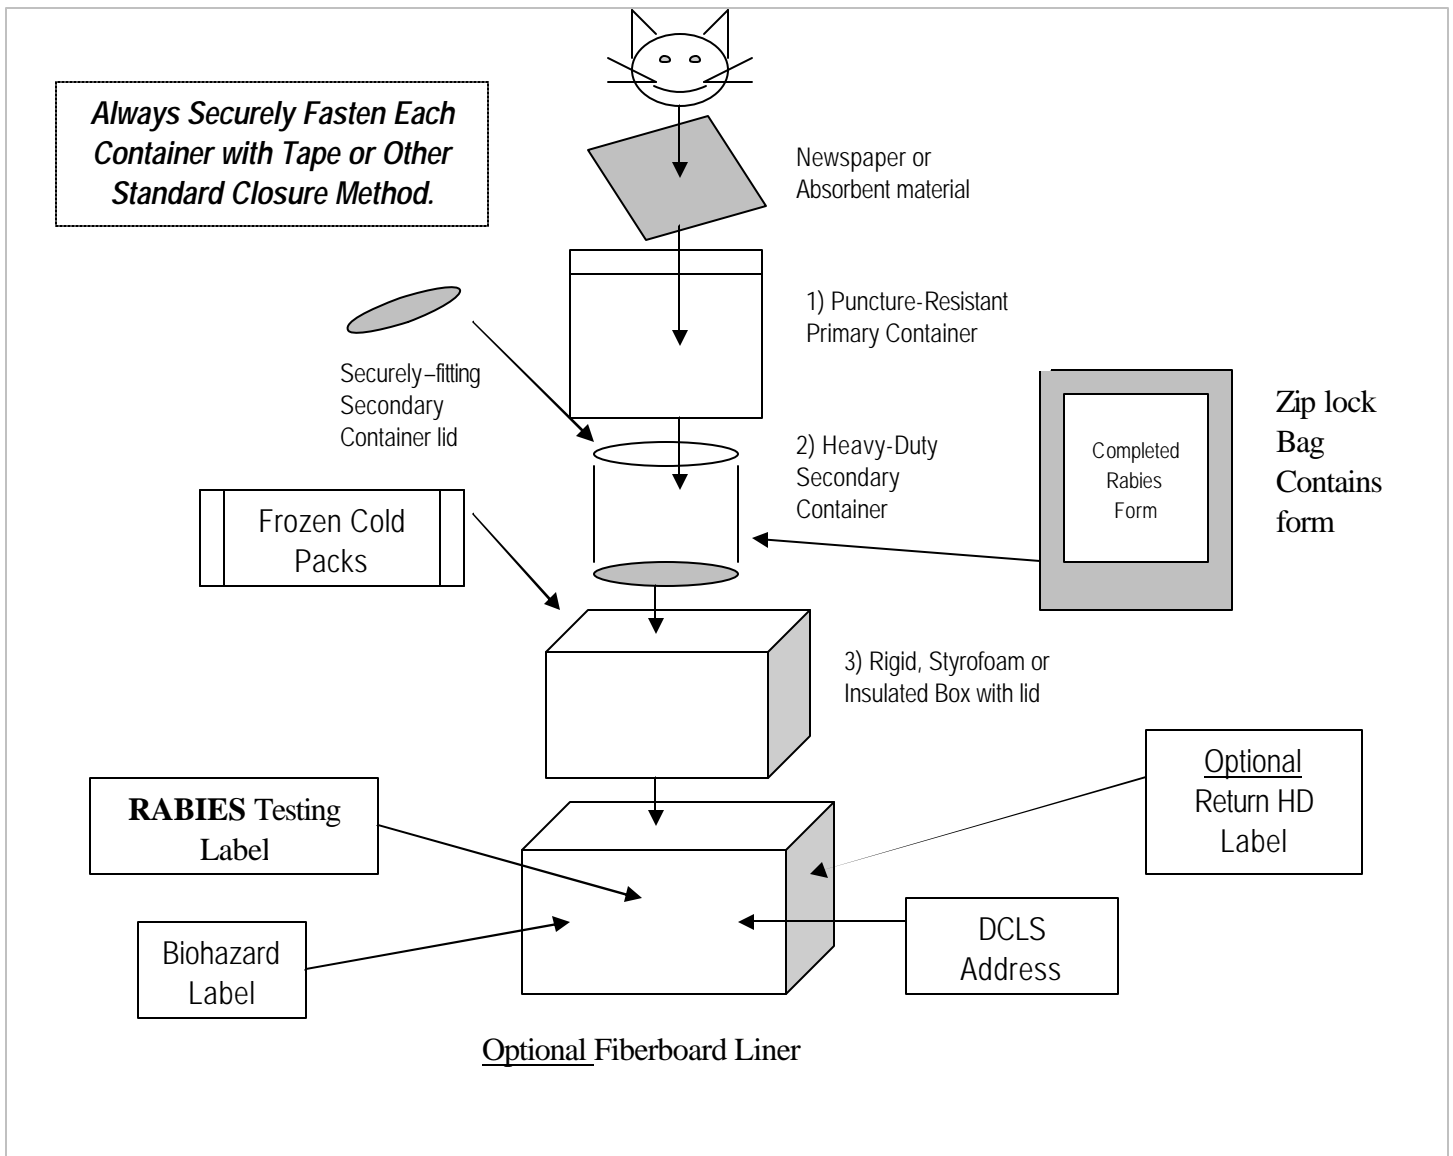 Always Securely Fasten Each
Container with Tape or Other
Standard Closure Method.
Newspaper or
Absorbent material
1) Puncture-Resistant
Primary Container
Securely–fitting
Secondary
Container lid
2) Heavy-Duty
Secondary
Container
Completed
Rabies
Form
Zip lock
Bag
Contains
form
Frozen Cold
Packs
3) Rigid, Styrofoam or
Insulated Box with lid
Optional
Return HD
Label
RABIES Testing
Label
Biohazard
Label
DCLS
Address
Optional Fiberboard Liner